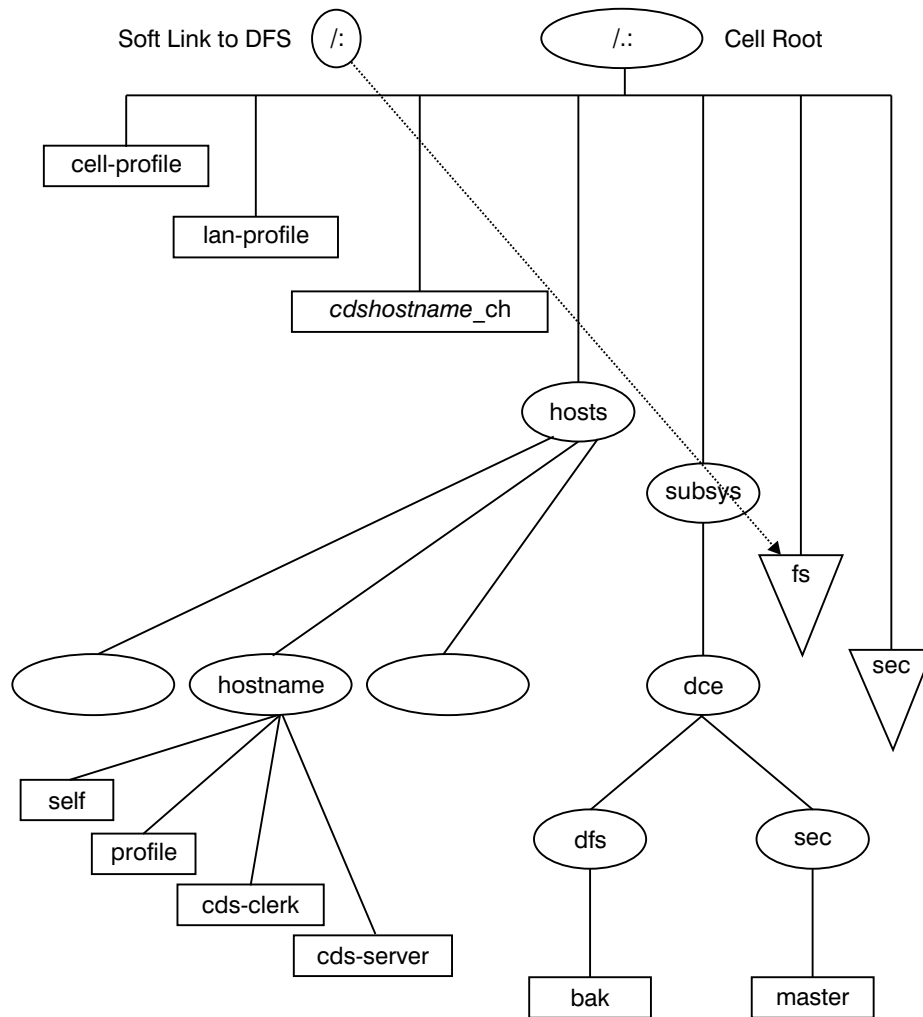 Soft Link to DFS
/:
/.:
Cell Root
cell-profile
lan-profile
cdshostname_ch
hosts
subsys
fs
sec
hostname
dce
self
profile
cds-clerk
cds-server
dfs
sec
bak
master